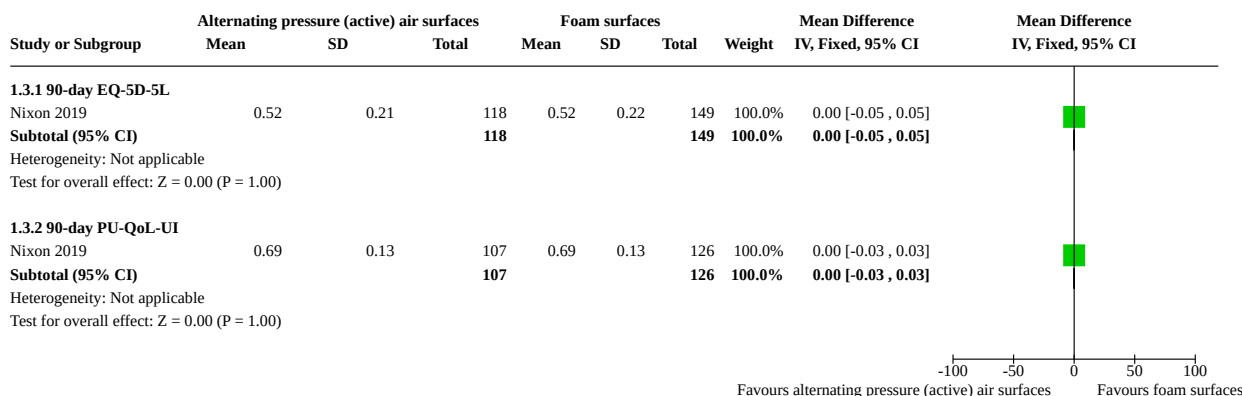 Alternating pressure (active) air surfaces Foam surfaces Mean Difference Mean Difference
Study or Subgroup Mean SD Total Mean SD Total Weight IV, Fixed, 95% CI IV, Fixed, 95% CI
1.3.1 90-day EQ-5D-5L
Nixon 2019 0.52 0.21 118 0.52 0.22 149 100.0% 0.00 [-0.05 , 0.05]
Subtotal (95% CI) 118 149 100.0% 0.00 [-0.05 , 0.05]
Heterogeneity: Not applicable
Test for overall effect: Z = 0.00 (P = 1.00)
1.3.2 90-day PU-QoL-UI
Nixon 2019 0.69 0.13 107 0.69 0.13 126 100.0% 0.00 [-0.03 , 0.03]
Subtotal (95% CI) 107 126 100.0% 0.00 [-0.03 , 0.03]
Heterogeneity: Not applicable
Test for overall effect: Z = 0.00 (P = 1.00)
-100 -50 0 50 100
Favours alternating pressure (active) air surfaces Favours foam surfaces